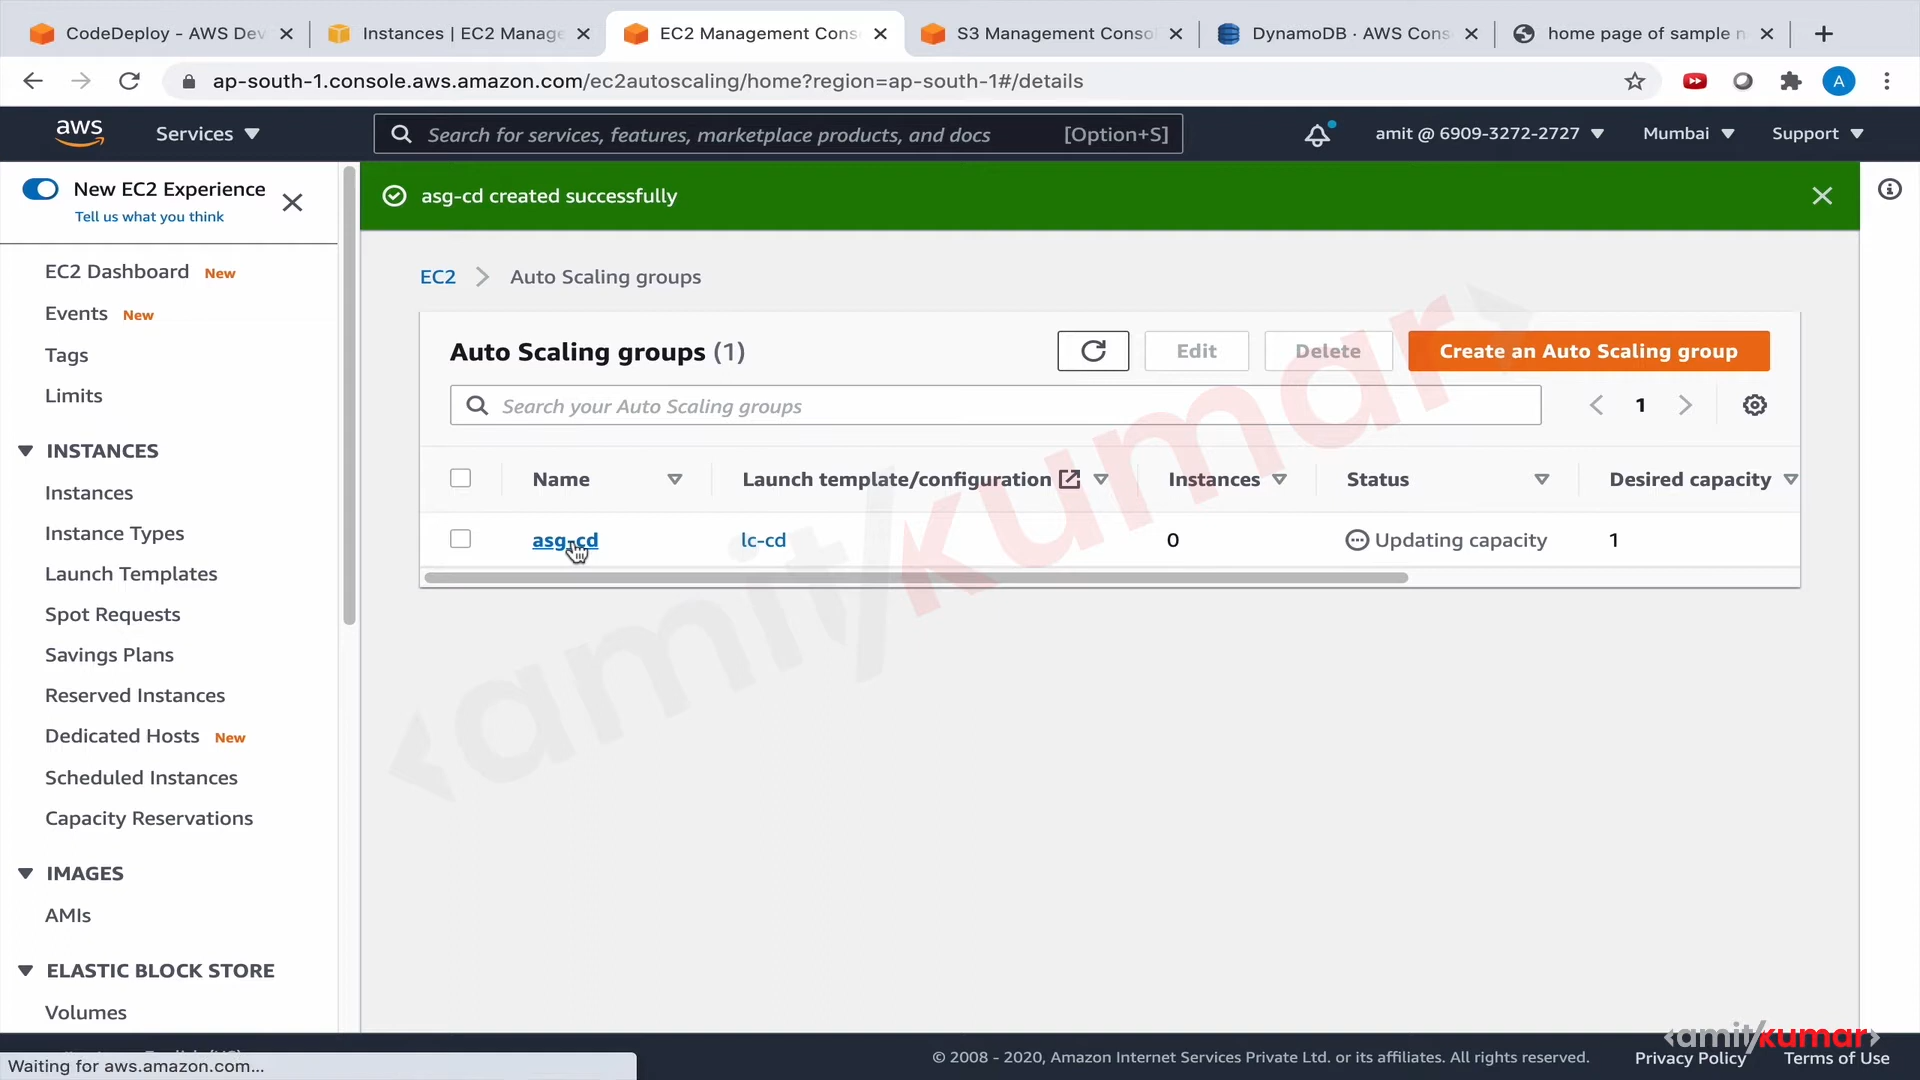 CodeDeploy - AWS Dev
Instances | EC2 Manage
EC2 Management Cons
S3 Management Consol
DynamoDB · AWS Cons
home page of sample n
ap-south-1.console.aws.amazon.com/ec2autoscaling/home?region=ap-south-1#/details
A
aws
Services
Search for services, features, marketplace products, and docs
[Option+S]
amit @ 6909-3272-2727
Mumbai
Support
New EC2 Experience
Tell us what you think
asg-cd created successfully
EC2 Dashboard New
Events New
Tags
Limits
INSTANCES
Instances
Instance Types
Launch Templates
Spot Requests
Savings Plans
Reserved Instances
Dedicated Hosts New
Scheduled Instances
Capacity Reservations
IMAGES
AMIs
ELASTIC BLOCK STORE
Volumes
EC2
Auto Scaling groups
Auto Scaling groups (1)
Edit
Delete
Create an Auto Scaling group
Search your Auto Scaling groups
1
Name
Launch template/configuration
Instances
Status
Desired capacity
asg-cd
lc-cd
0
Updating capacity
1
<amit/kumar>
<amit/kumar>
Waiting for aws.amazon.com...
© 2008 - 2020, Amazon Internet Services Private Ltd. or its affiliates. All rights reserved.
Privacy Policy
Terms of Use